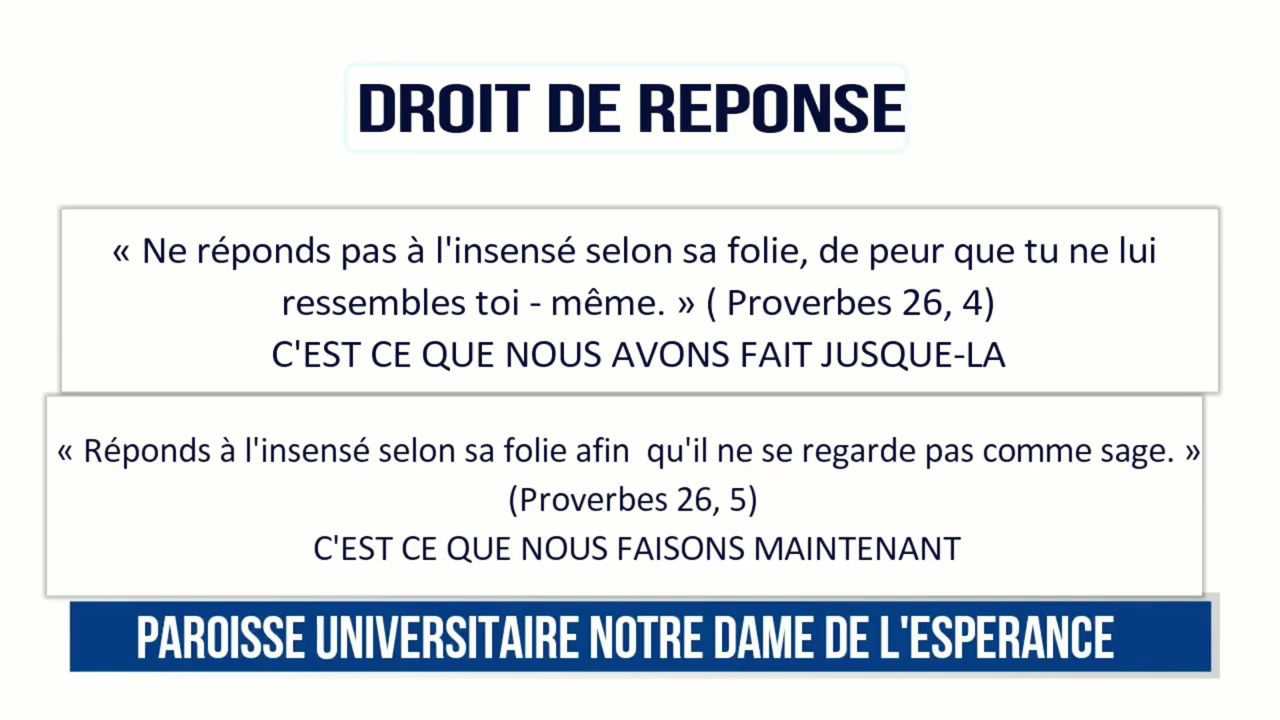 DROIT DE REPONSE
« Ne réponds pas à l'insensé selon sa folie, de peur que tu ne lui
ressembles toi - même. » ( Proverbes 26, 4)
C'EST CE QUE NOUS AVONS FAIT JUSQUE-LA
« Réponds à l'insensé selon sa folie afin  qu'il ne se regarde pas comme sage. »
(Proverbes 26, 5)
C'EST CE QUE NOUS FAISONS MAINTENANT
PAROISSE UNIVERSITAIRE NOTRE DAME DE L'ESPERANCE